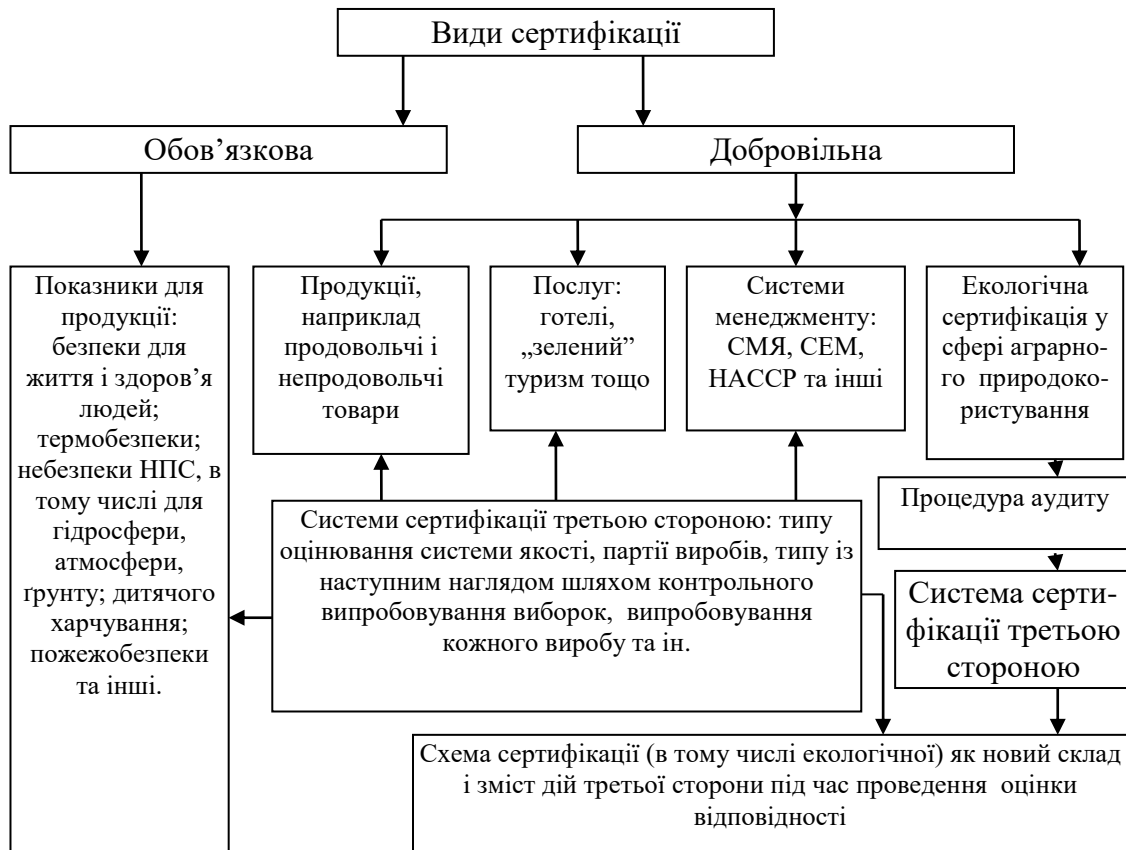 Види сертифікації
Обов’язкова
Добровільна
Показники для
продукції:
безпеки для
життя і здоров’я
людей;
термобезпеки;
небезпеки НПС, в
тому числі для
гідросфери,
атмосфери,
ґрунту; дитячого
харчування;
пожежобезпеки
та інші.
Продукції,
наприклад
продовольчі і
непродовольчі
товари
Послуг:
готелі,
„зелений”
туризм тощо
Системи
менеджменту:
СМЯ, СЕМ,
НАССР та інші
Екологічна
сертифікація у
сфері аграрно-
го природоко-
ристування
Системи сертифікації третьою стороною: типу
оцінювання системи якості, партії виробів, типу із
наступним наглядом шляхом контрольного
випробовування виборок, випробовування
кожного виробу та ін.
Процедура аудиту
Система серти-
фікації третьою
стороною
Схема сертифікації (в тому числі екологічної) як новий склад
і зміст дій третьої сторони під час проведення оцінки
відповідності